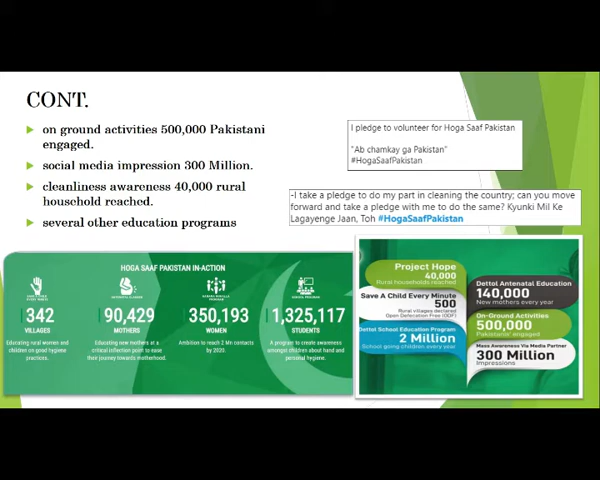 CONT.
on ground activities 500,000 Pakistani
engaged.
social media impression 300 Million.
cleanliness awareness 40,000 rural
household reached.
several other education programs
I pledge to volunteer for Hoga Saaf Pakistan
"Ab chamkay ga Pakistan"
#HogaSaafPakistan
-I take a pledge to do my part in cleaning the country; can you move
forward and take a pledge with me to do the same? Kyunki Mil Ke
Lagayenge Jaan, Toh #HogaSaafPakistan
HOGA SAAF PAKISTAN IN-ACTION
342
VILLAGES
Educating rural women and
children on good hygiene
practices.
90,429
MOTHERS
Educating new mothers at a
critical inflection point to ease
their journey towards motherhood.
350,193
WOMEN
Ambition to reach 2 Mn contacts
by 2020.
1,325,117
STUDENTS
A program to create awareness
amongst children about hand and
personal hygiene.
Project Hope
40,000
Rural households reached
Save A Child Every Minute
500
Rural villages declared
Open Defecation Free (ODF)
Dettol School Education Program
2 Million
School going children every year
Dettol Antenatal Education
140,000
New mothers every year
On-Ground Activities
500,000
Pakistanis engaged
Mass Awareness Via Media Partner
300 Million
Impressions